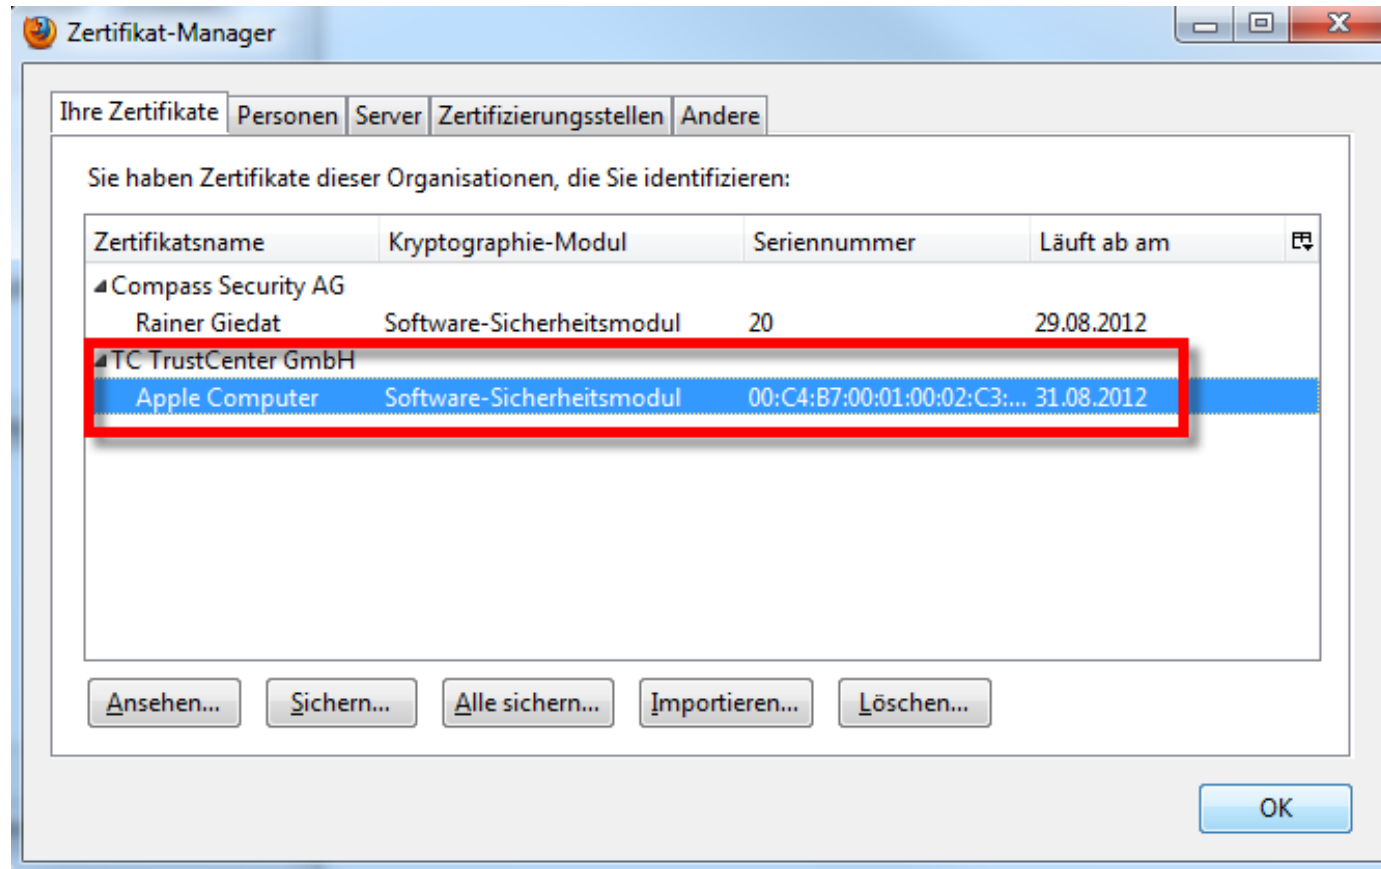 Zertifikat-Manager
Ihre Zertifikate Personen Server Zertifizierungsstellen Andere
Sie haben Zertifikate dieser Organisationen, die Sie identifizieren:
Zertifikatsname Kryptographie-Modul Seriennummer Läuft ab am
Compass Security AG
Rainer Giedat Software-Sicherheitsmodul 20 29.08.2012
TC TrustCenter GmbH
Apple Computer Software-Sicherheitsmodul 00:C4:B7:00:01:00:02:C3:... 31.08.2012
Ansehen... Sichern... Alle sichern... Importieren... Löschen...
OK